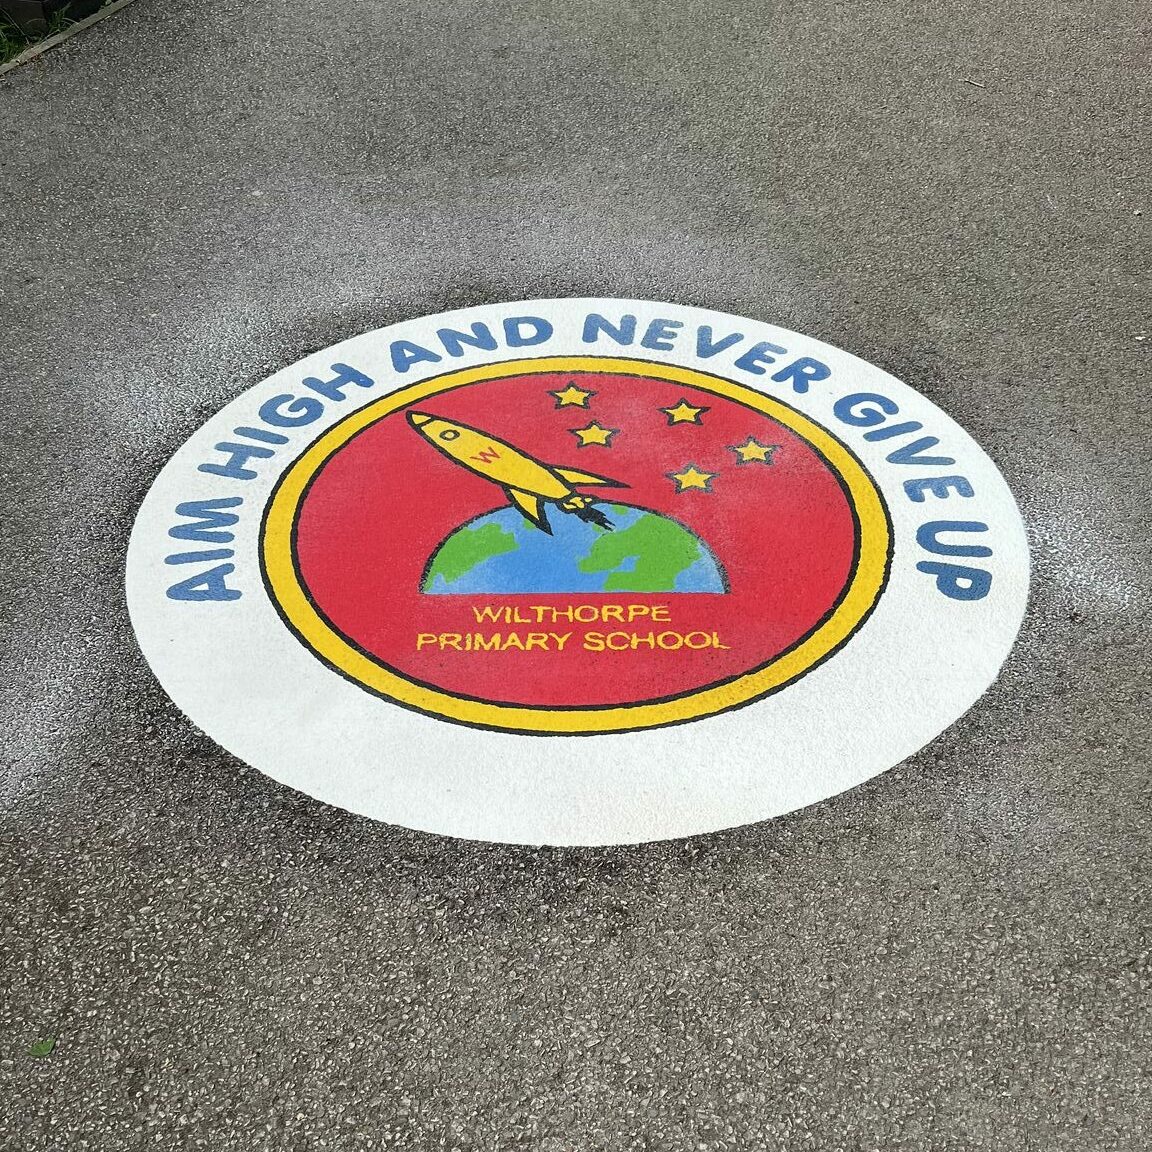 AIM HIGH AND NEVER GIVE UP
W
WILTHORPE
PRIMARY SCHOOL